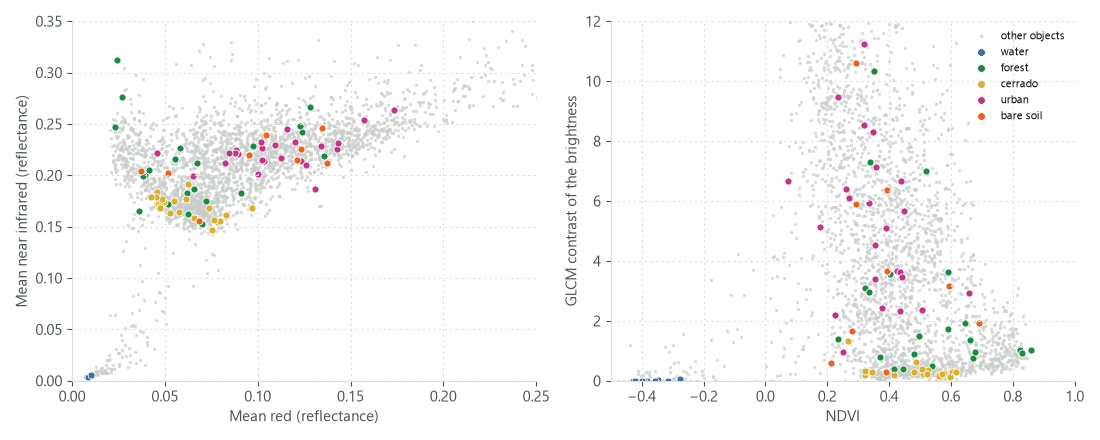 Mean near infrared (reflectance)
0.35
0.30
0.25
0.20
0.15
0.10
0.05
0.00
0.00 0.05 0.10 0.15 0.20 0.25
Mean red (reflectance)
GLCM contrast of the brightness
12
10
8
6
4
2
0
−0.4 −0.2 0.0 0.2 0.4 0.6 0.8 1.0
NDVI
other objects
water
forest
cerrado
urban
bare soil